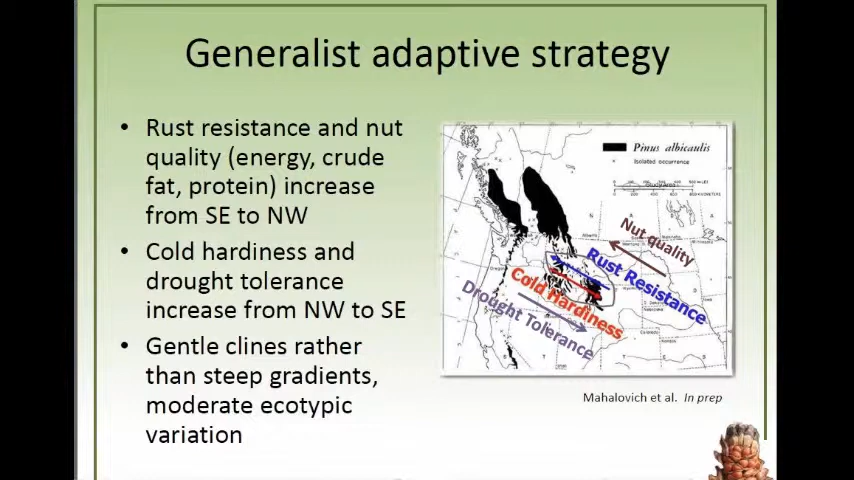 Generalist adaptive strategy
• Rust resistance and nut
quality (energy, crude
fat, protein) increase
from SE to NW
• Cold hardiness and
drought tolerance
increase from NW to SE
• Gentle clines rather
than steep gradients,
moderate ecotypic
variation
Pinus albicaulis
Isolated occurrence
Nut quality
Rust Resistance
Cold Hardiness
Drought Tolerance
Mahalovich et al. In prep